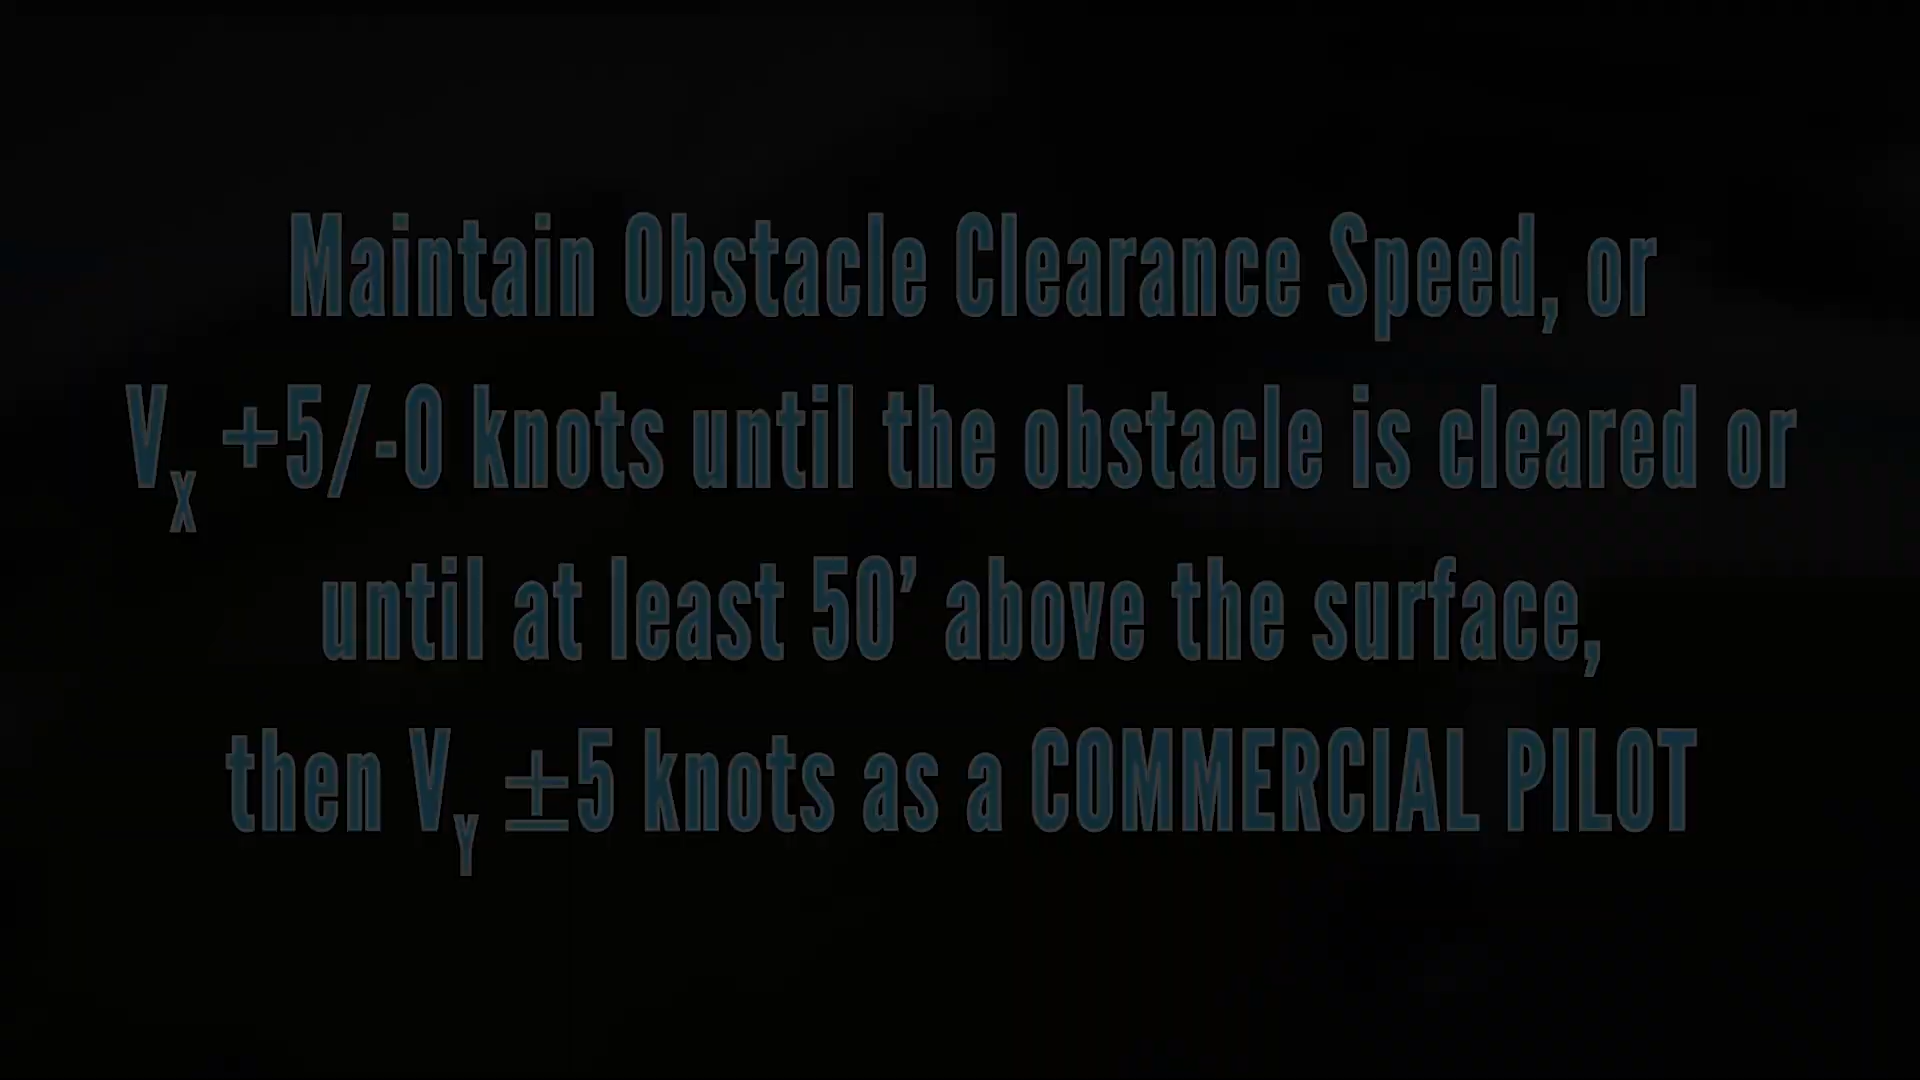 Maintain Obstacle Clearance Speed, or
VX +5/-0 knots until the obstacle is cleared or
until at least 50’ above the surface,
then VY ±5 knots as a COMMERCIAL PILOT